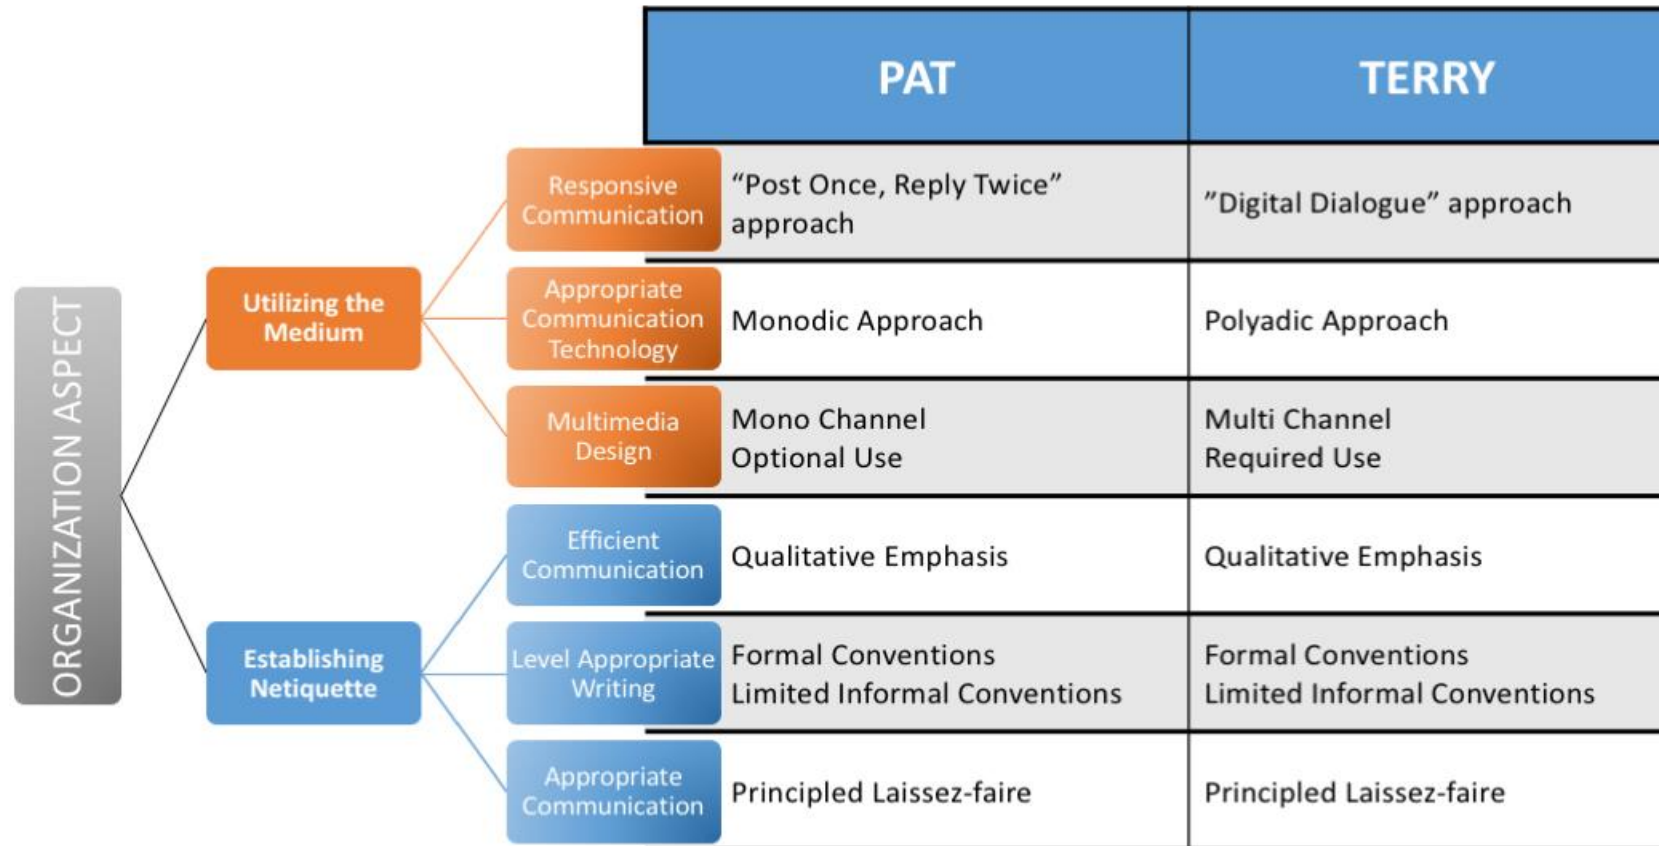 PAT
TERRY
ORGANIZATION ASPECT
Utilizing the
Medium
Responsive
Communication
“Post Once, Reply Twice”
approach
”Digital Dialogue” approach
Appropriate
Communication
Technology
Monodic Approach
Polyadic Approach
Multimedia
Design
Mono Channel
Optional Use
Multi Channel
Required Use
Establishing
Netiquette
Efficient
Communication
Qualitative Emphasis
Qualitative Emphasis
Level Appropriate
Writing
Formal Conventions
Limited Informal Conventions
Formal Conventions
Limited Informal Conventions
Appropriate
Communication
Principled Laissez-faire
Principled Laissez-faire